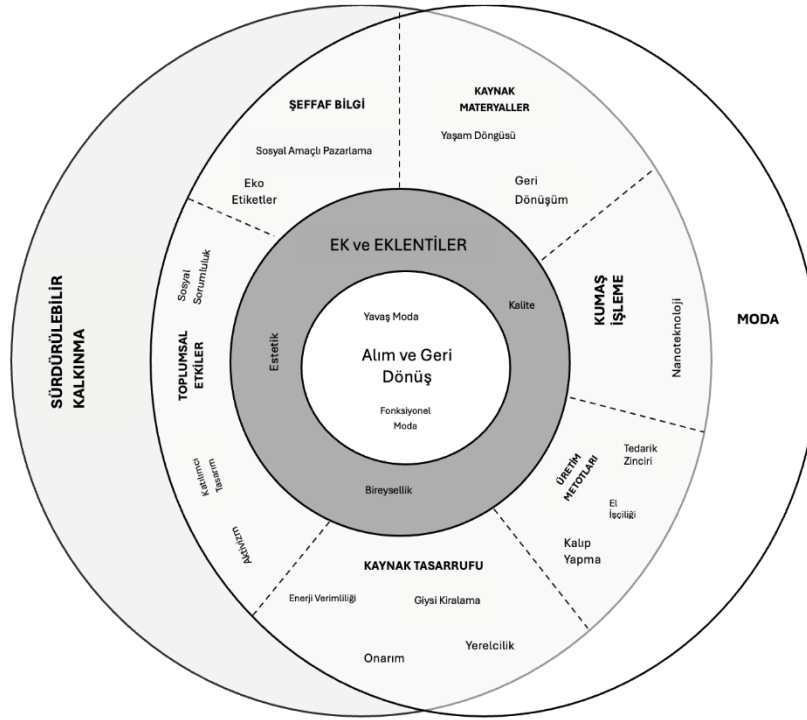 ŞEFFAF BİLGİ
Sosyal Amaçlı Pazarlama
Eko
Etiketler
KAYNAK
MATERYALLER
Yaşam Döngüsü
Geri
Dönüşüm
SÜRDÜRÜLEBİLİR
KALKINMA
Sosyal
Sorumluluk
TOPLUMSAL
ETKİLER
Katılımcı
Tasarım
Aktivizm
EK ve EKLENTİLER
Estetik
Kalite
Bireysellik
Yavaş Moda
Alım ve Geri
Dönüş
Fonksiyonel
Moda
KUMAŞ
İŞLEME
Nanoteknoloji
MODA
ÜRETİM
METOTLARI
Tedarik
Zinciri
El
İşçiliği
Kalıp
Yapma
KAYNAK TASARRUFU
Enerji Verimliliği
Giysi Kiralama
Onarım
Yerelcilik